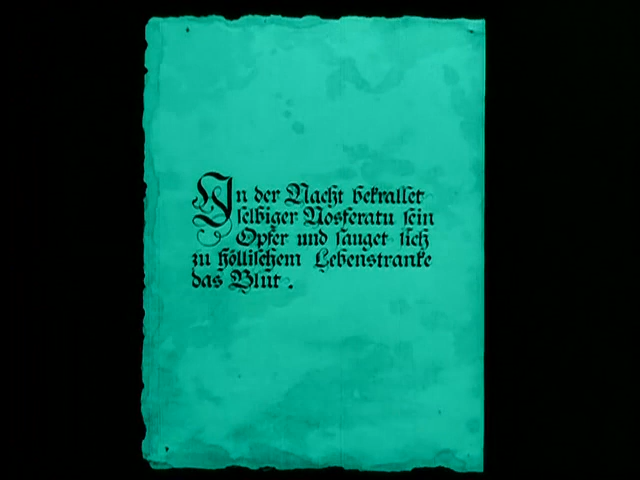 In der Nacht bekrallet
selbiger Nosferatu sein
Opfer und sauget sich
zu höllischem Lebenstranke
das Blut.